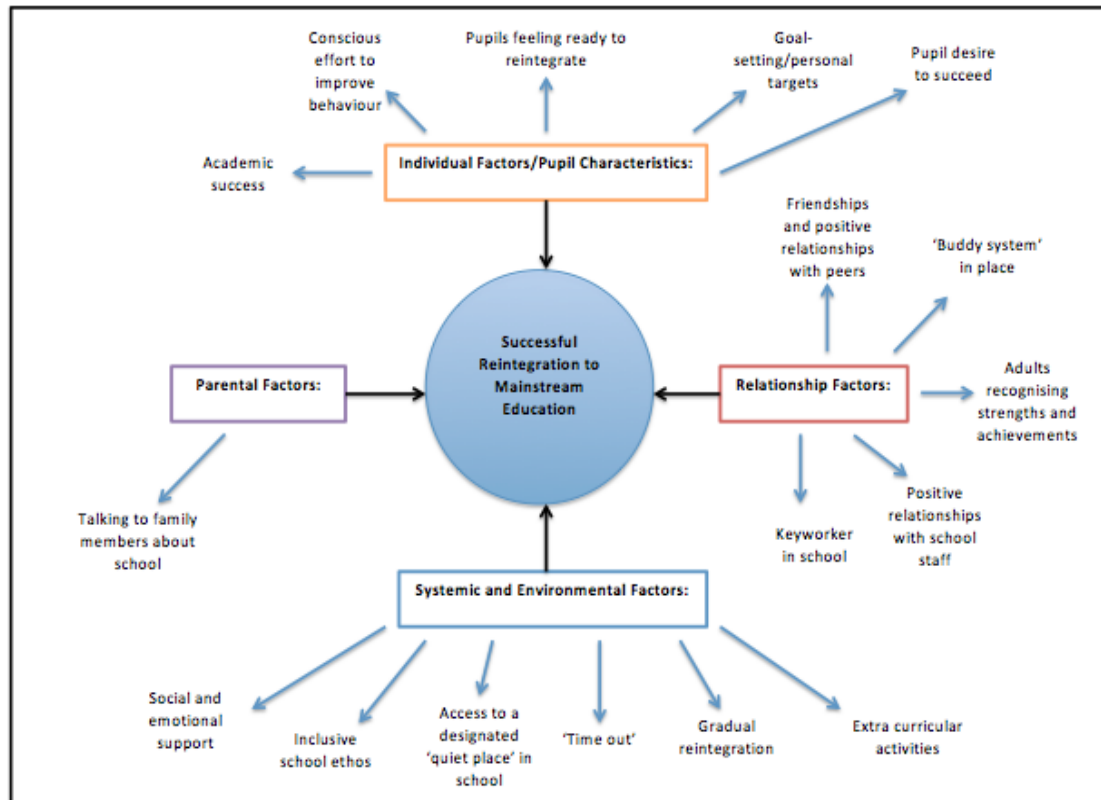 Conscious
effort to
improve
behaviour
Pupils feeling ready to
reintegrate
Goal-
setting/personal
targets
Pupil desire
to succeed
Academic
success
Individual Factors/Pupil Characteristics:
Friendships
and positive
relationships
with peers
‘Buddy system’
in place
Successful
Reintegration to
Mainstream
Education
Parental Factors:
Relationship Factors:
Adults
recognising
strengths and
achievements
Talking to family
members about
school
Keyworker
in school
Positive
relationships
with school
staff
Systemic and Environmental Factors:
Social and
emotional
support
Inclusive
school ethos
Access to a
designated
‘quiet place’ in
school
‘Time out’
Gradual
reintegration
Extra curricular
activities